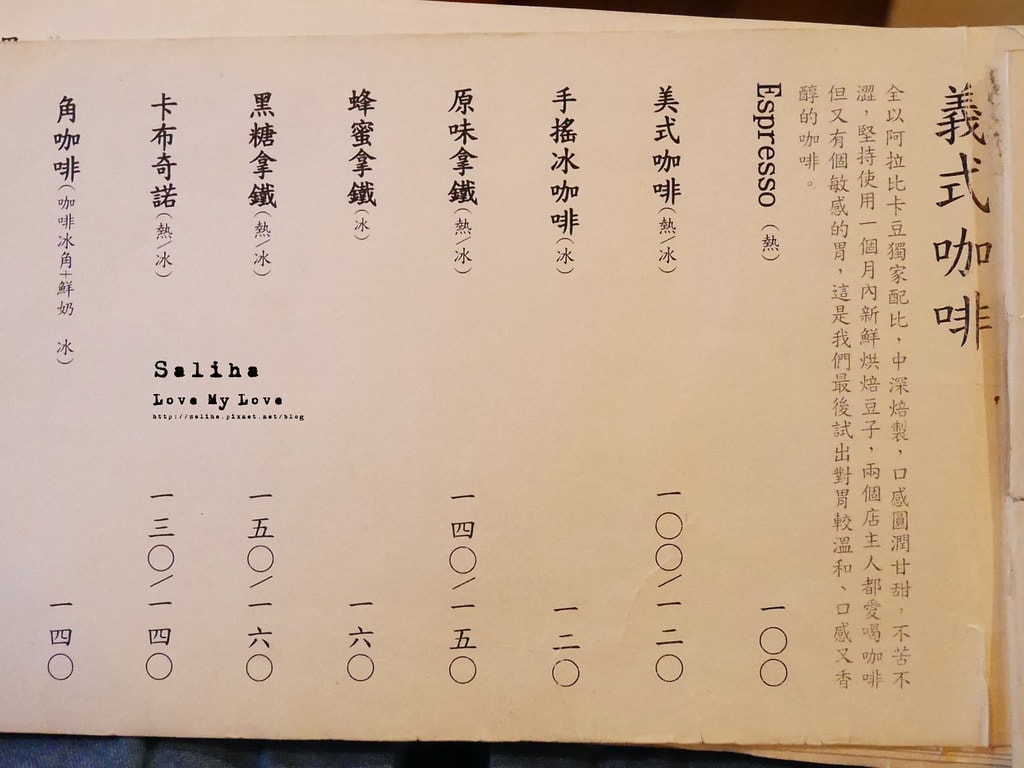 義式咖啡
全以阿拉比卡豆獨家配比，中深焙製，口感圓潤甘甜，不苦不
澀，堅持使用一個月內新鮮烘焙豆子，兩個店主人都愛喝咖啡
但又有個敏感的胃，這是我們最後試出對胃較溫和、口感又香
醇的咖啡。
Espresso（熱） 一〇〇
美式咖啡（熱／冰） 一〇〇／一二〇
手搖冰咖啡（冰） 一二〇
原味拿鐵（熱／冰） 一四〇／一五〇
蜂蜜拿鐵（冰） 一六〇
黑糖拿鐵（熱／冰） 一五〇／一六〇
卡布奇諾（熱／冰） 一三〇／一四〇
角咖啡（咖啡冰角+鮮奶 冰） 一四〇
Saliha
Love My Love
http://saliha.pixnet.net/blog